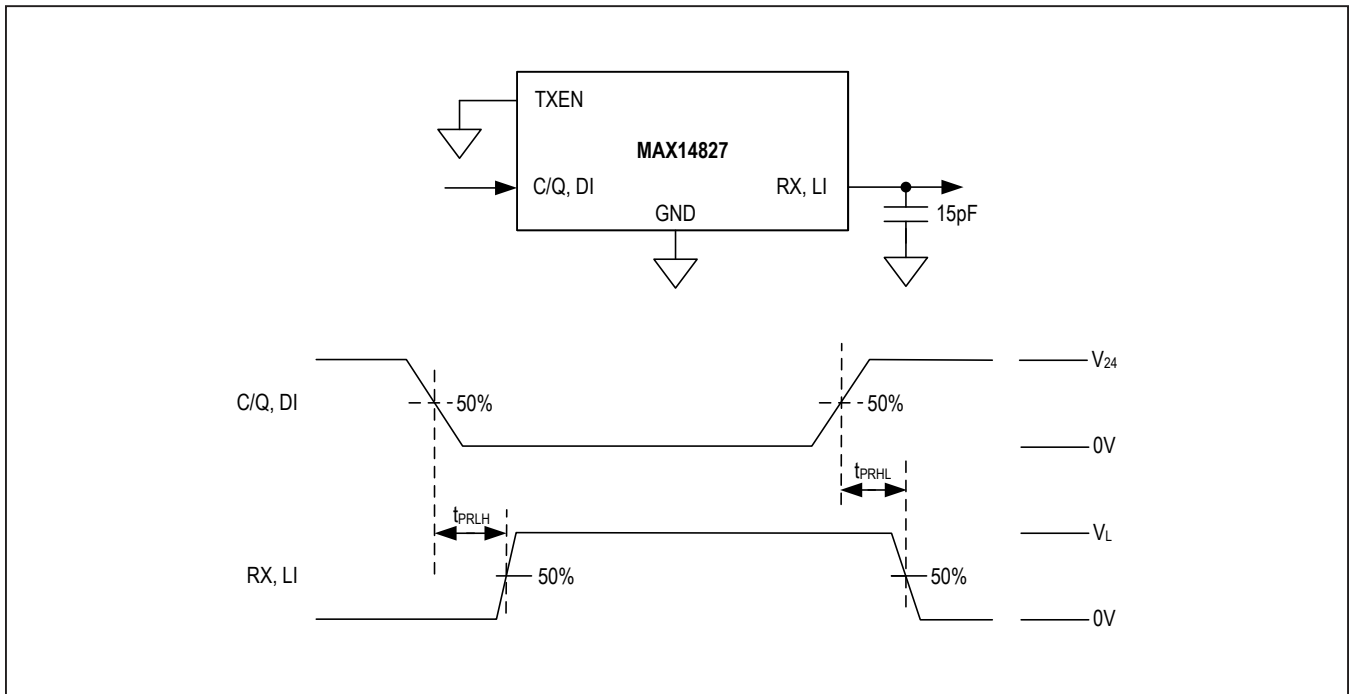 TXEN
MAX14827
C/Q, DI
RX, LI
GND
15pF
V24
C/Q, DI
50%
50%
0V
tPRHL
tPRLH
VL
RX, LI
50%
50%
0V